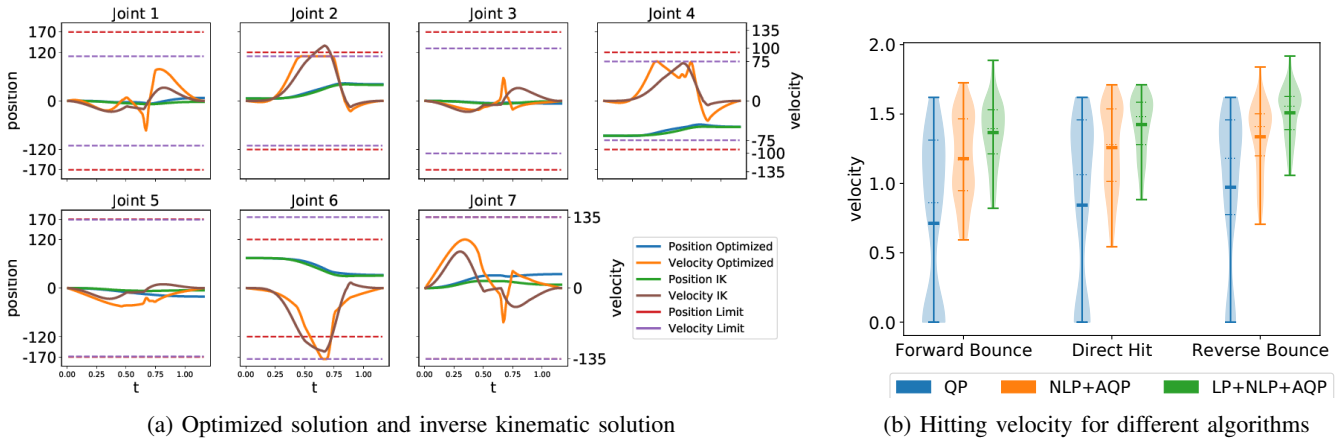 Joint 1
Joint 2
Joint 3
Joint 4
170
120
0
-120
-170
position
135
100
75
0
-75
-100
-135
velocity
Joint 5
Joint 6
Joint 7
170
120
0
-120
-170
position
135
-135
velocity
0.00 0.25 0.50 0.75 1.00
0.00 0.25 0.50 0.75 1.00
0.00 0.25 0.50 0.75 1.00
t
t
t
Position Optimized
Velocity Optimized
Position IK
Velocity IK
Position Limit
Velocity Limit
(a) Optimized solution and inverse kinematic solution
2.0
1.5
1.0
0.5
0.0
velocity
Forward Bounce Direct Hit Reverse Bounce
QP NLP+AQP LP+NLP+AQP
(b) Hitting velocity for different algorithms